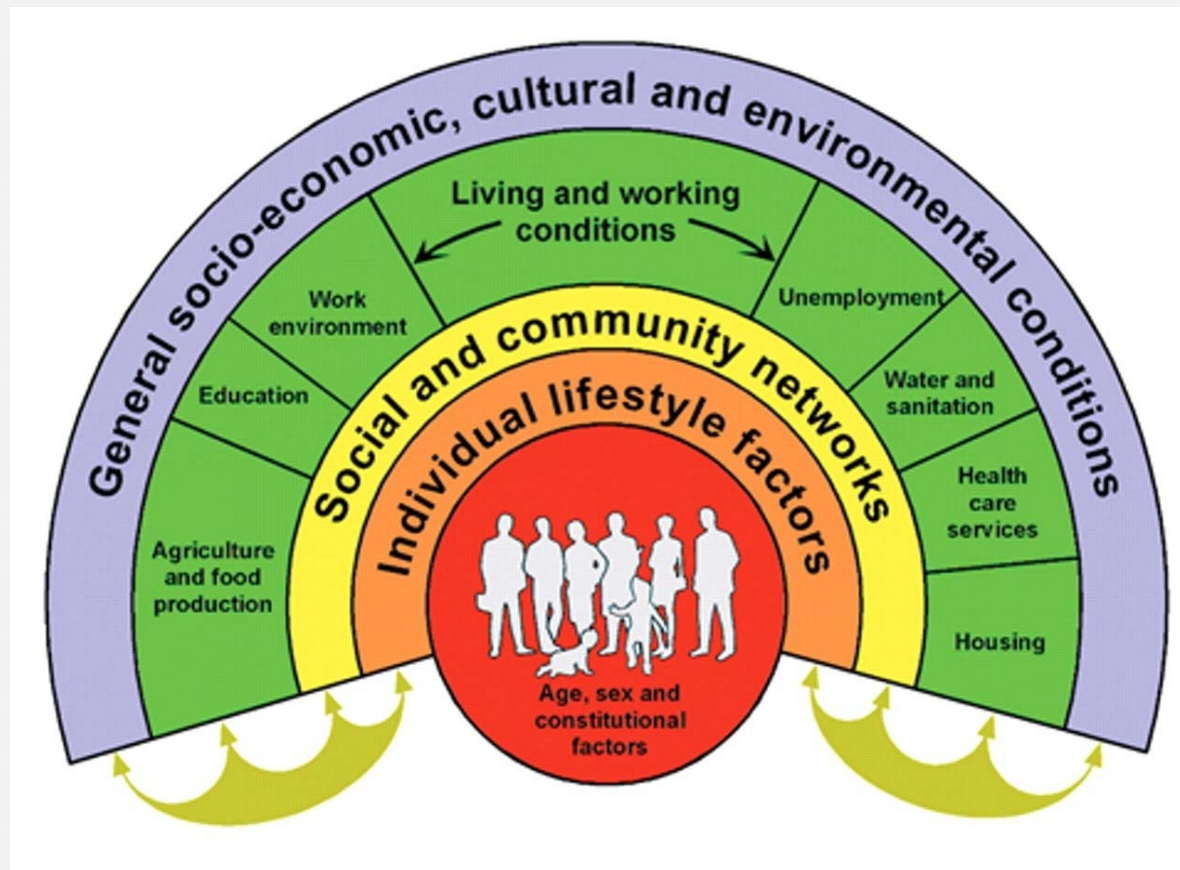 General socio-economic, cultural and environmental conditions
Living and working
conditions
Work
environment
Unemployment
Education
Water and
sanitation
Agriculture
and food
production
Health
care
services
Housing
Social and community networks
Individual lifestyle factors
Age, sex and
constitutional
factors